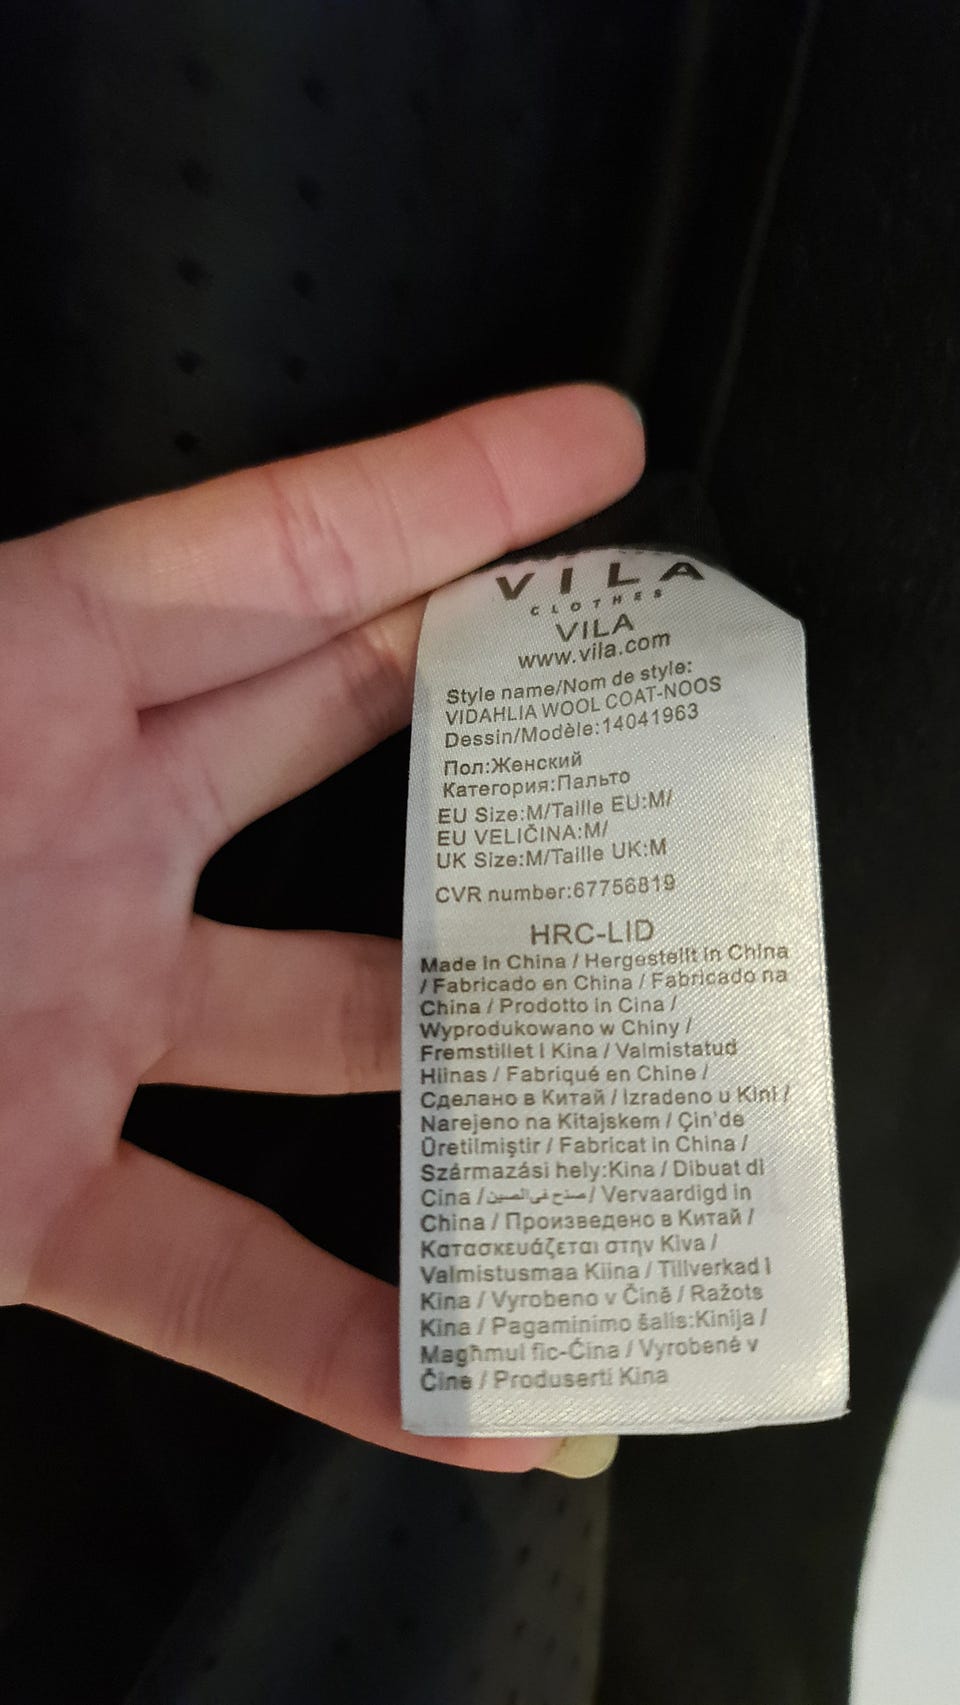 VILA
CLOTHES
VILA
www.vila.com
Style name/Nom de style:
VIDAHLIA WOOL COAT-NOOS
Dessin/Modèle:14041963
Пол:Женский
Категория:Пальто
EU Size:M/Taille EU:M/
EU VELIČINA:M/
UK Size:M/Taille UK:M
CVR number:67756819
HRC-LID
Made in China / Hergestellt in China
/ Fabricado en China / Fabricado na
China / Prodotto in Cina /
Wyprodukowano w Chiny /
Fremstillet i Kina / Valmistatud
Hiinas / Fabriqué en Chine /
Сделано в Китай / Izradeno u Kini /
Narejeno na Kitajskem / Çin'de
Üretilmiştir / Fabricat in China /
Származási hely:Kina / Dibuat di
Cina / صنع في الصين / Vervaardigd in
China / Произведено в Китай /
Κατασκευάζεται στην Κίνα /
Valmistusmaa Kiina / Tillverkad i
Kina / Vyrobeno v Číně / Ražots
Kina / Pagaminimo šalis:Kinija /
Magħmul fiċ-Ċina / Vyrobené v
Číne / Produserti Kina